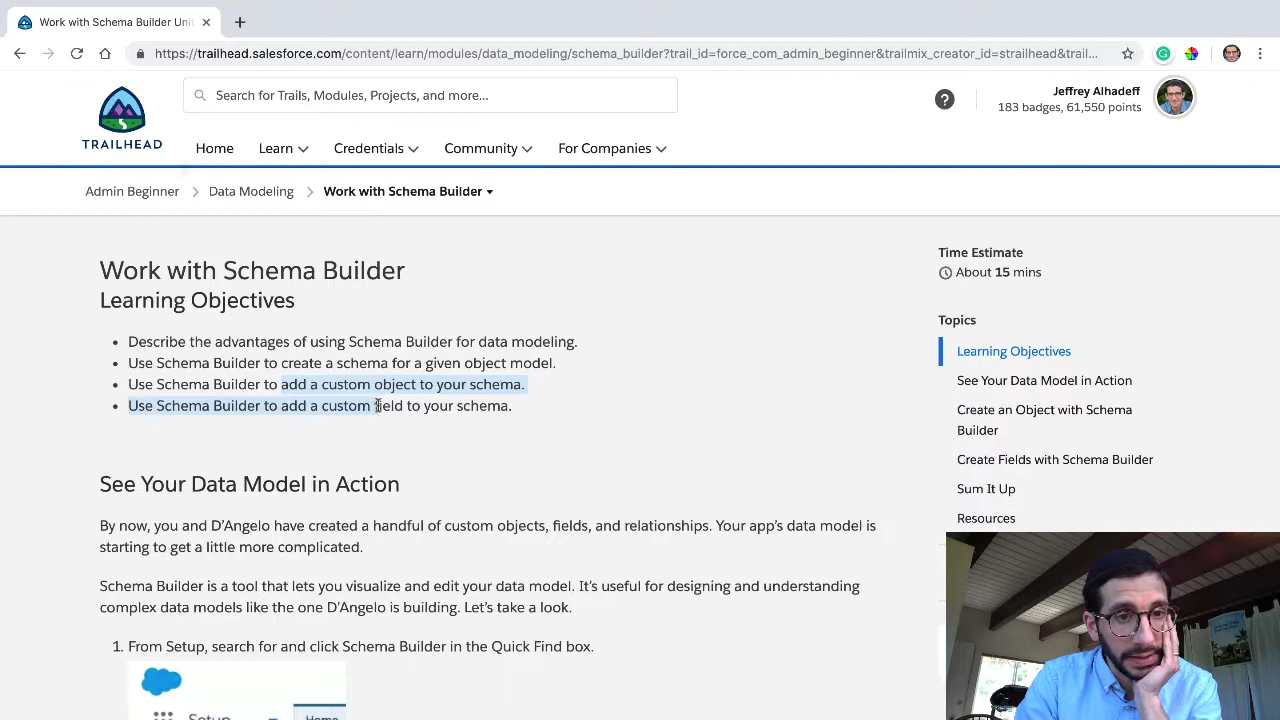 Work with Schema Builder Unit
https://trailhead.salesforce.com/content/learn/modules/data_modeling/schema_builder?trail_id=force_com_admin_beginner&trailmix_creator_id=strailhead&trail...
Search for Trails, Modules, Projects, and more...
Jeffrey Alhadeff
183 badges, 61,550 points
TRAILHEAD
Home Learn Credentials Community For Companies
Admin Beginner Data Modeling Work with Schema Builder
Work with Schema Builder
Learning Objectives
• Describe the advantages of using Schema Builder for data modeling.
• Use Schema Builder to create a schema for a given object model.
• Use Schema Builder to add a custom object to your schema.
• Use Schema Builder to add a custom field to your schema.
See Your Data Model in Action
By now, you and D’Angelo have created a handful of custom objects, fields, and relationships. Your app’s data model is
starting to get a little more complicated.
Schema Builder is a tool that lets you visualize and edit your data model. It’s useful for designing and understanding
complex data models like the one D’Angelo is building. Let’s take a look.
1. From Setup, search for and click Schema Builder in the Quick Find box.
Setup Home
Time Estimate
About 15 mins
Topics
Learning Objectives
See Your Data Model in Action
Create an Object with Schema
Builder
Create Fields with Schema Builder
Sum It Up
Resources